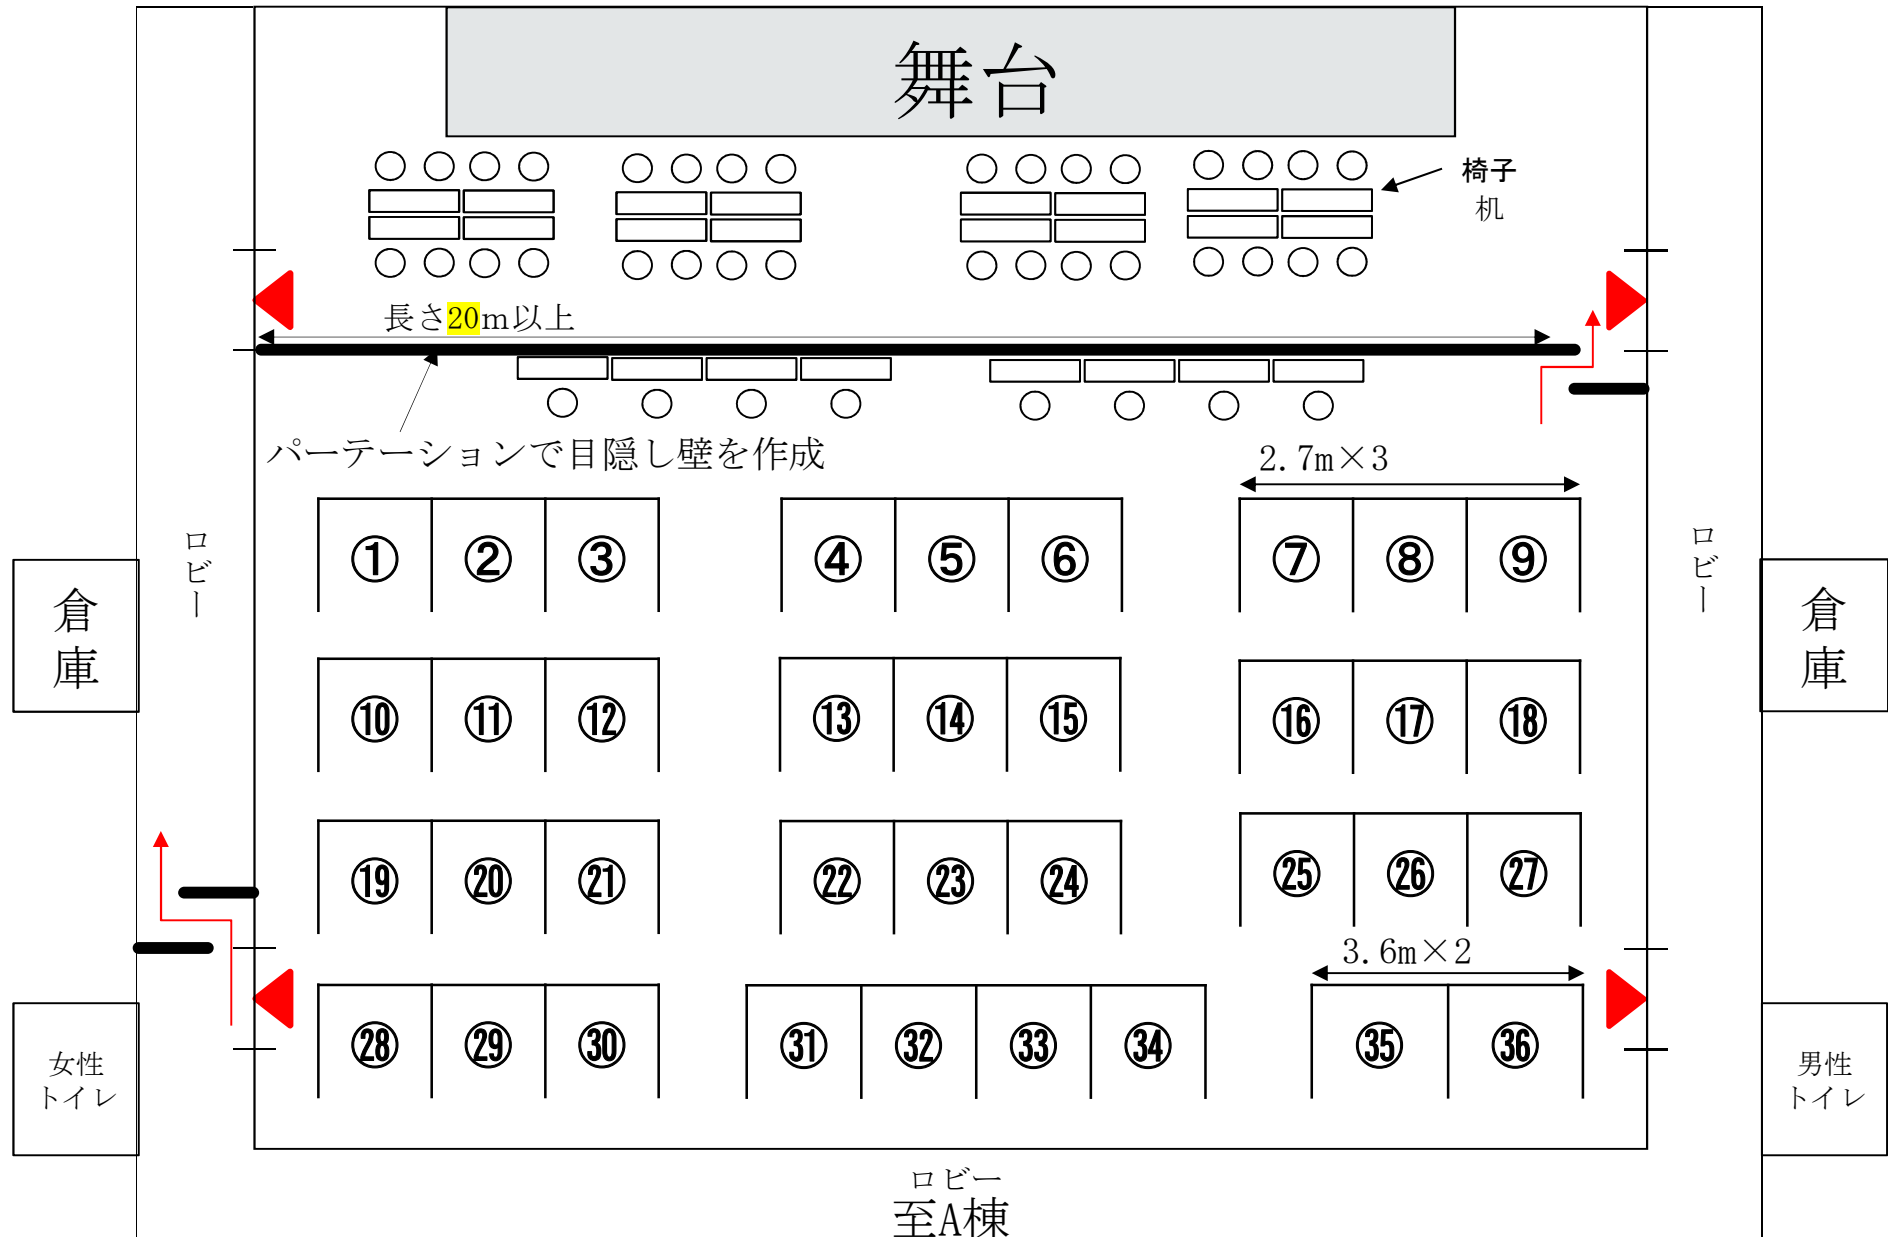 舞台
椅子
机
長さ20m以上
パーテーションで目隠し壁を作成
2.7m×3
① ② ③ ④ ⑤ ⑥ ⑦ ⑧ ⑨
ロビー
ロビー
倉庫
倉庫
⑩ ⑪ ⑫ ⑬ ⑭ ⑮ ⑯ ⑰ ⑱
⑲ ⑳ ㉑ ㉒ ㉓ ㉔ ㉕ ㉖ ㉗
3.6m×2
㉘ ㉙ ㉚ ㉛ ㉜ ㉝ ㉞ ㉟ ㊱
女性
トイレ
男性
トイレ
ロビー
至A棟